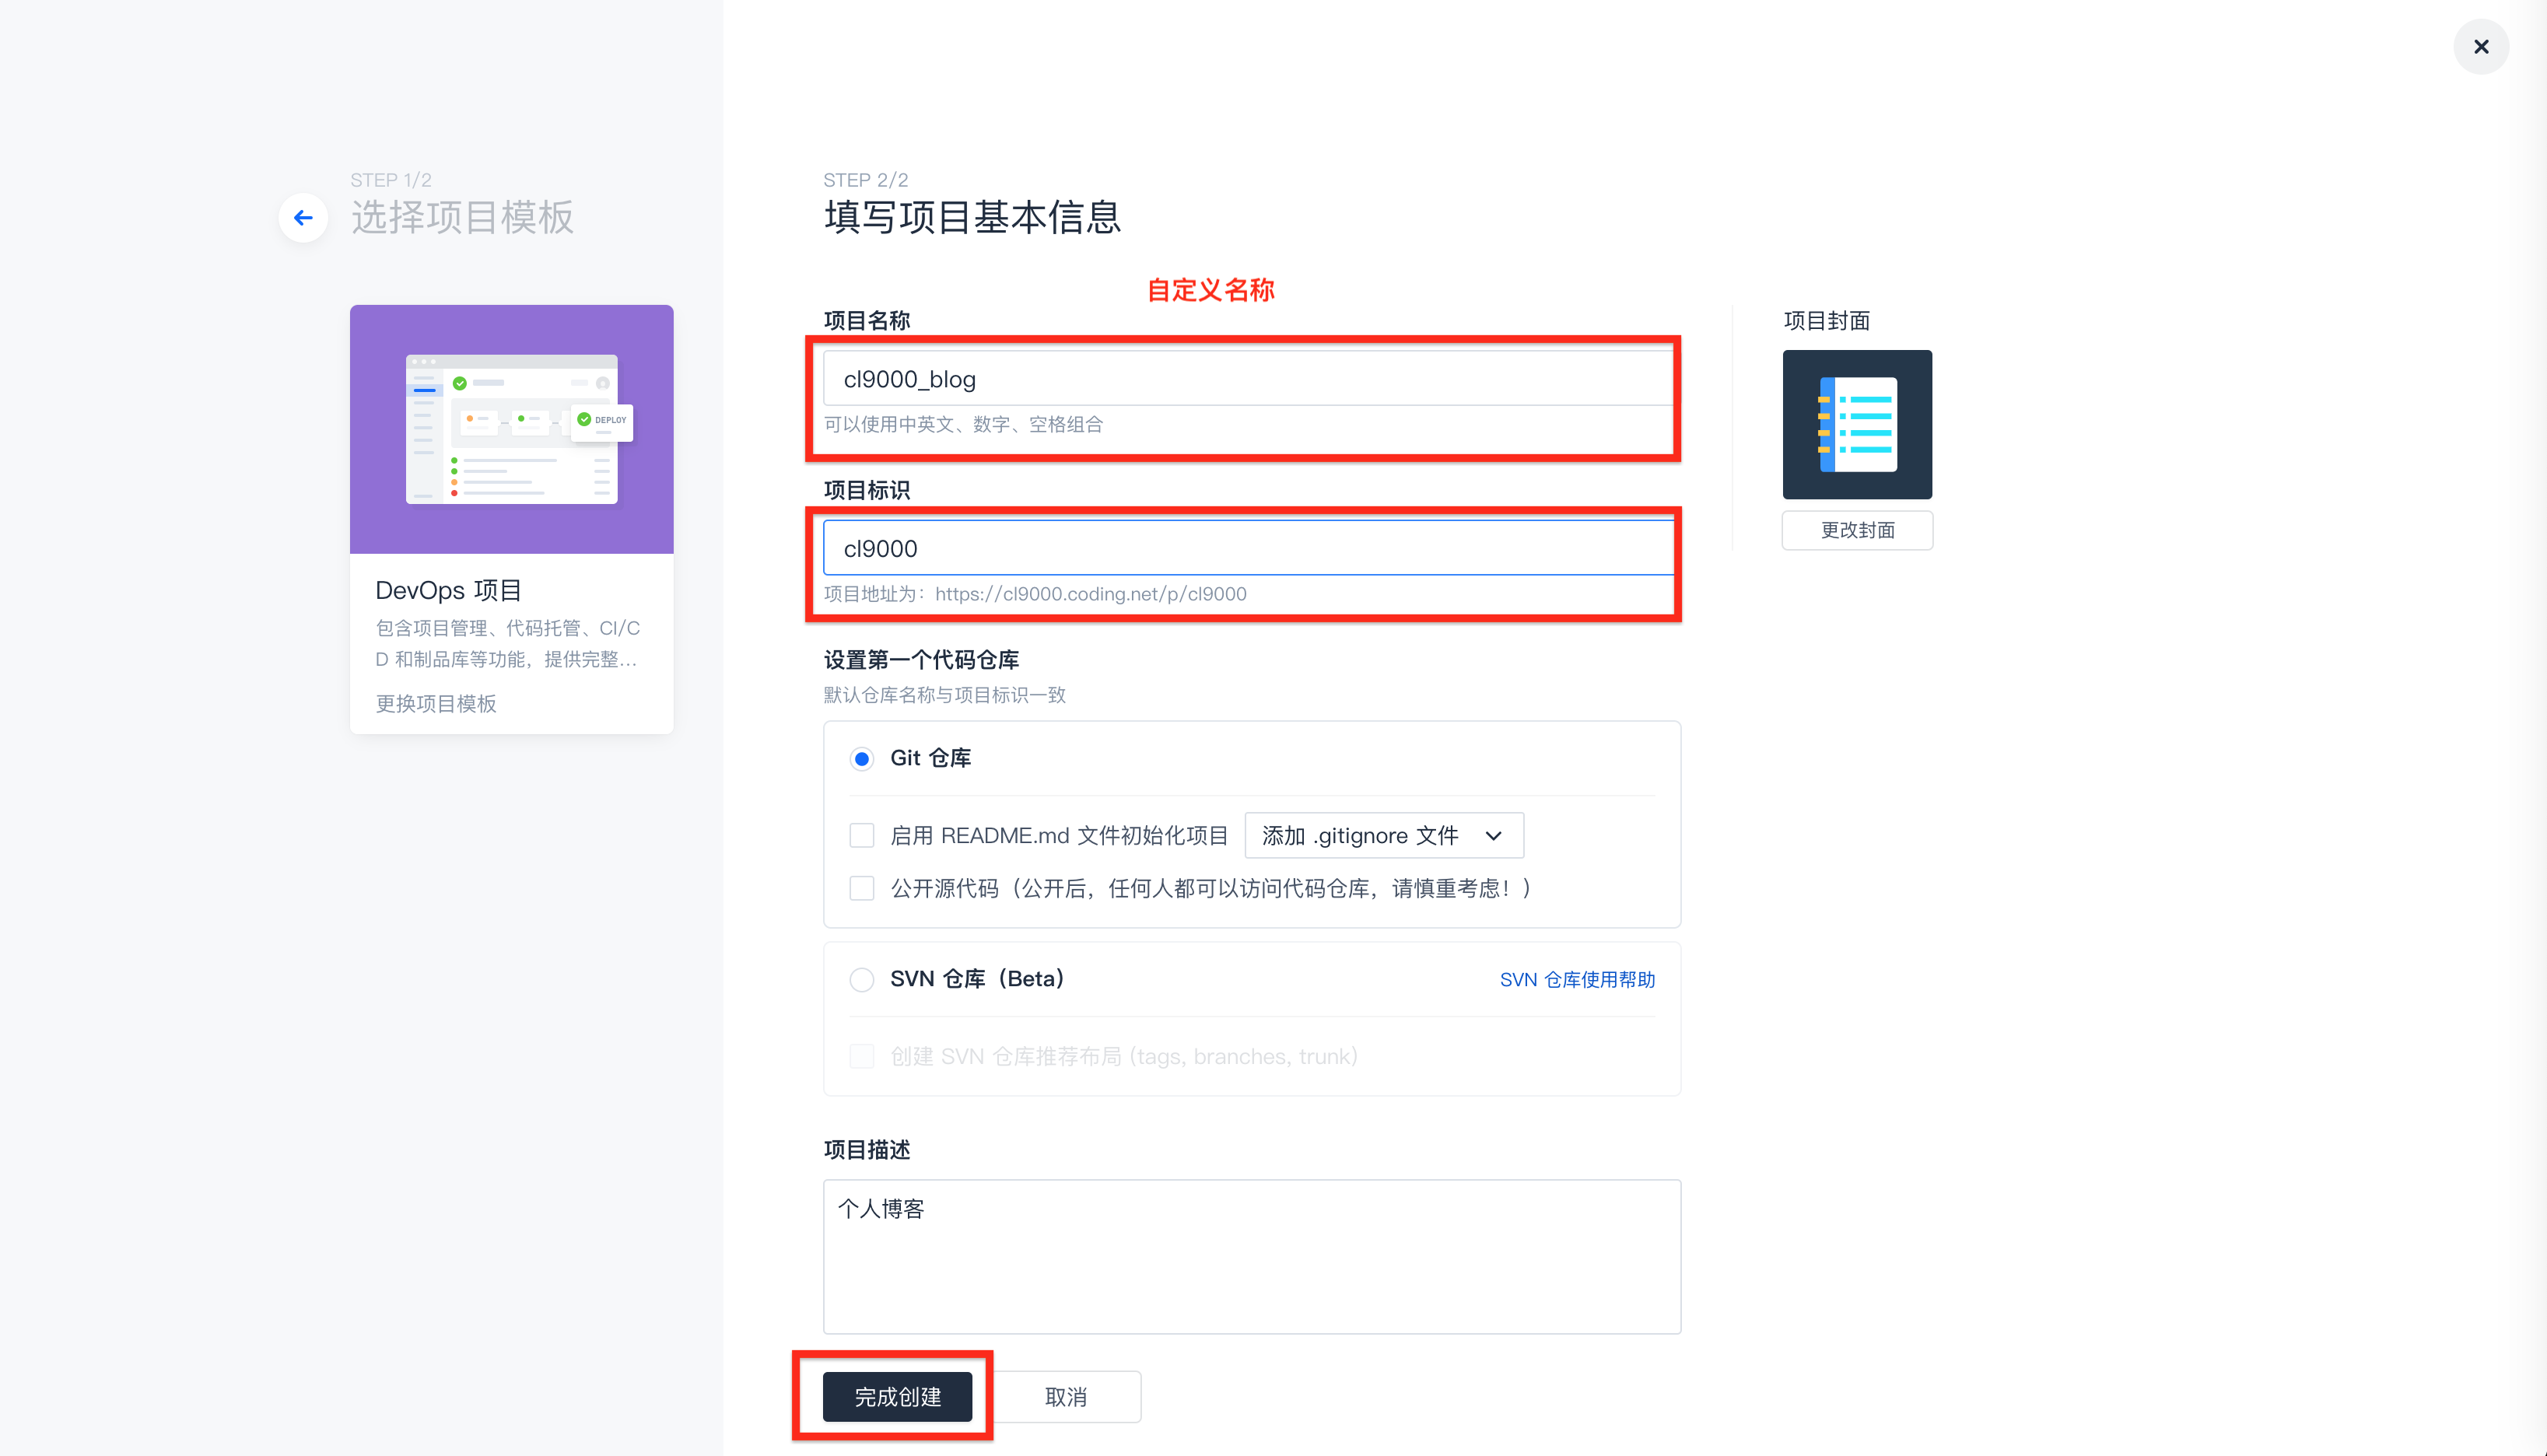 STEP 1/2
选择项目模板
DEPLOY
DevOps 项目
包含项目管理、代码托管、CI/C
D 和制品库等功能，提供完整...
更换项目模板
STEP 2/2
填写项目基本信息
自定义名称
项目名称
cl9000_blog
可以使用中英文、数字、空格组合
项目标识
cl9000
项目地址为：https://cl9000.coding.net/p/cl9000
设置第一个代码仓库
默认仓库名称与项目标识一致
Git 仓库
启用 README.md 文件初始化项目 添加 .gitignore 文件
公开源代码（公开后，任何人都可以访问代码仓库，请慎重考虑！）
SVN 仓库（Beta） SVN 仓库使用帮助
创建 SVN 仓库推荐布局 (tags, branches, trunk)
项目描述
个人博客
完成创建 取消
项目封面
更改封面